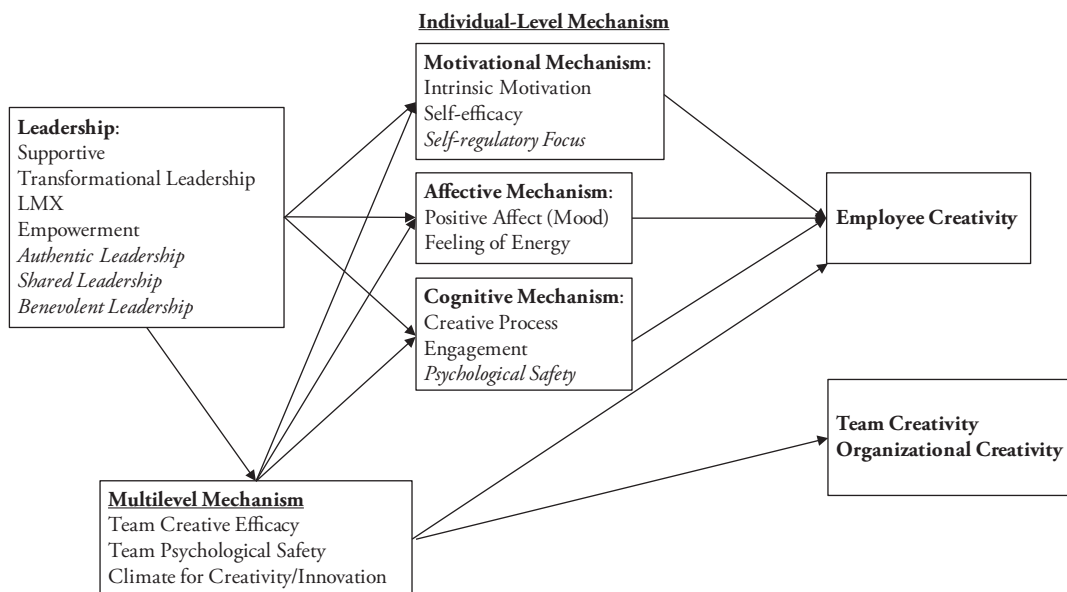 Individual-Level Mechanism
Motivational Mechanism:
Intrinsic Motivation
Self-efficacy
Self-regulatory Focus
Leadership:
Supportive
Transformational Leadership
LMX
Empowerment
Authentic Leadership
Shared Leadership
Benevolent Leadership
Affective Mechanism:
Positive Affect (Mood)
Feeling of Energy
Cognitive Mechanism:
Creative Process
Engagement
Psychological Safety
Employee Creativity
Team Creativity
Organizational Creativity
Multilevel Mechanism
Team Creative Efficacy
Team Psychological Safety
Climate for Creativity/Innovation